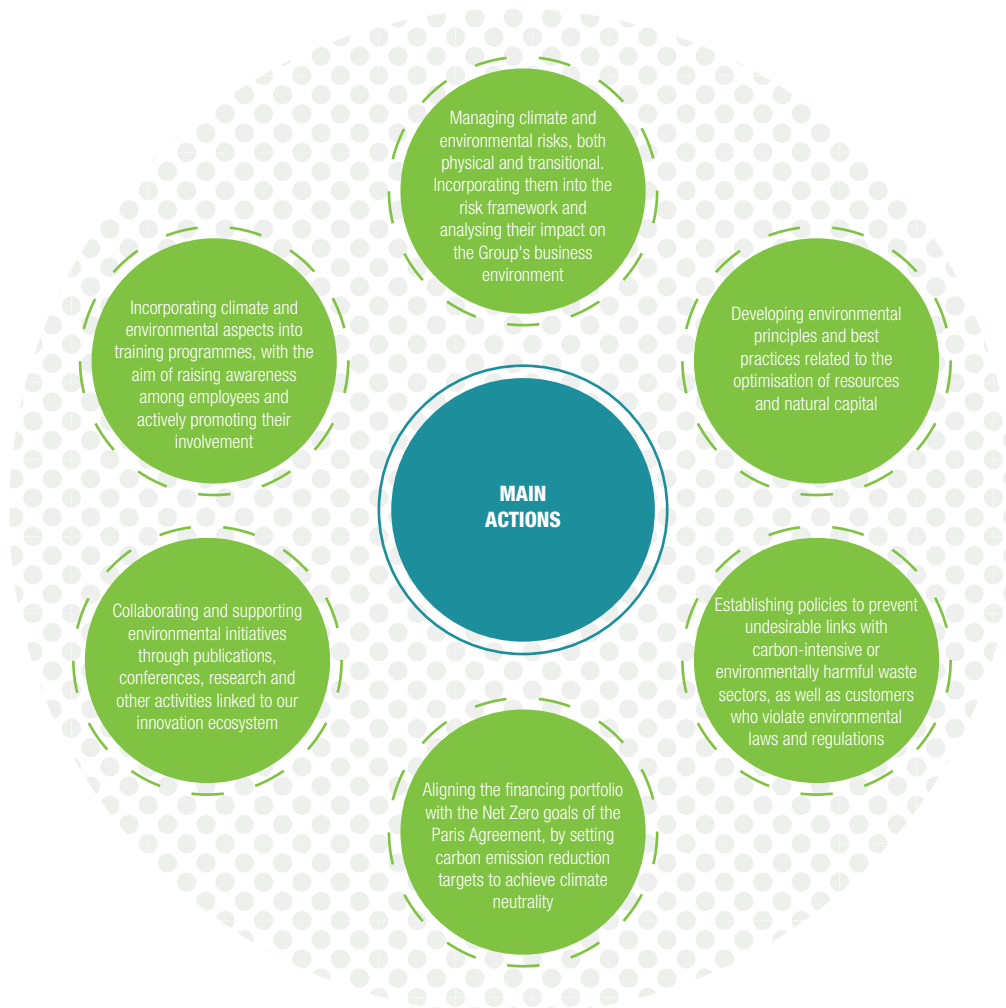 Managing climate and
environmental risks, both
physical and transitional.
Incorporating them into the
risk framework and
analysing their impact on
the Group's business
environment
Incorporating climate and
environmental aspects into
training programmes, with the
aim of raising awareness
among employees and
actively promoting their
involvement
Developing environmental
principles and best
practices related to the
optimisation of resources
and natural capital
MAIN
ACTIONS
Collaborating and supporting
environmental initiatives
through publications,
conferences, research and
other activities linked to our
innovation ecosystem
Establishing policies to prevent
undesirable links with
carbon-intensive or
environmentally harmful waste
sectors, as well as customers
who violate environmental
laws and regulations
Aligning the financing portfolio
with the Net Zero goals of the
Paris Agreement, by setting
carbon emission reduction
targets to achieve climate
neutrality